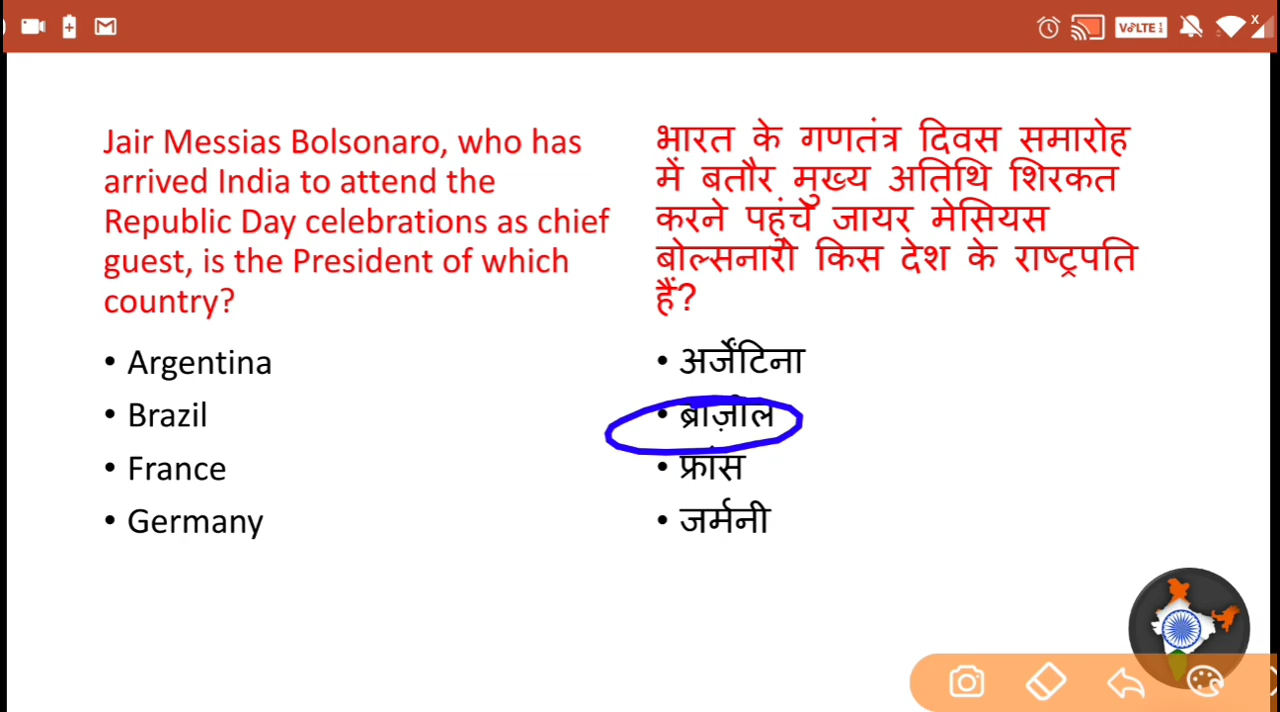 VoLTE 1
Jair Messias Bolsonaro, who has
arrived India to attend the
Republic Day celebrations as chief
guest, is the President of which
country?
• Argentina
• Brazil
• France
• Germany
भारत के गणतंत्र दिवस समारोह
में बतौर मुख्य अतिथि शिरकत
करने पहुंचे जायर मेसियस
बोल्सनारो किस देश के राष्ट्रपति
हैं?
• अर्जेंटिना
• ब्राज़ील
• फ्रांस
• जर्मनी